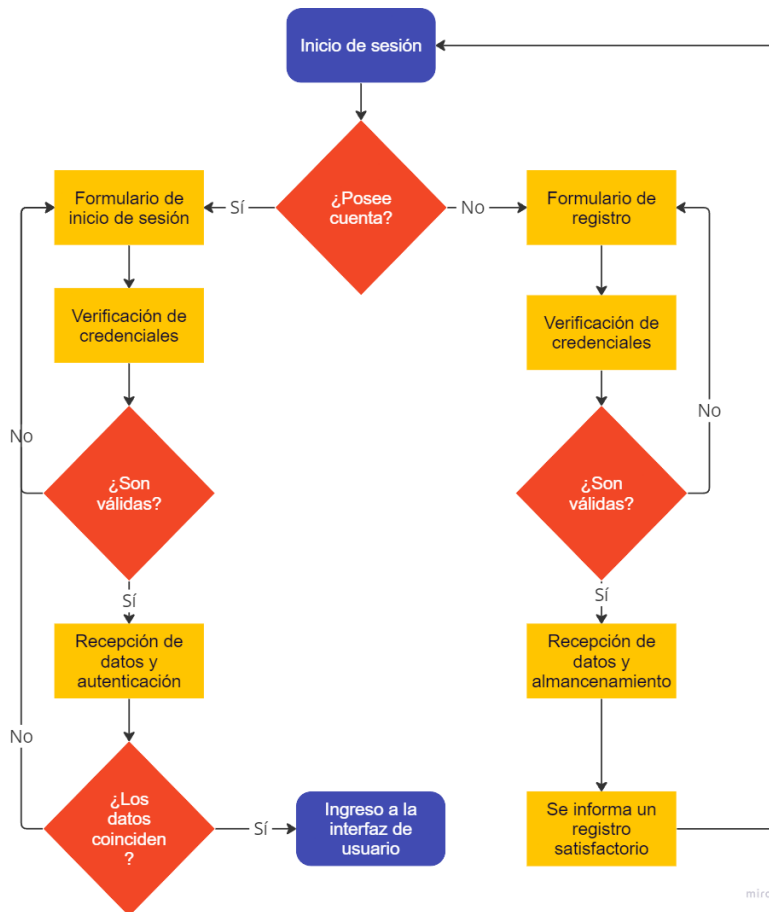 Inicio de sesión
¿Posee
cuenta?
Sí
No
Formulario de
inicio de sesión
Formulario de
registro
Verificación de
credenciales
Verificación de
credenciales
No
No
¿Son
válidas?
¿Son
válidas?
Sí
Sí
Recepción de
datos y
autenticación
Recepción de
datos y
almancenamiento
No
¿Los
datos
coinciden
?
Sí
Ingreso a la
interfaz de
usuario
Se informa un
registro
satisfactorio